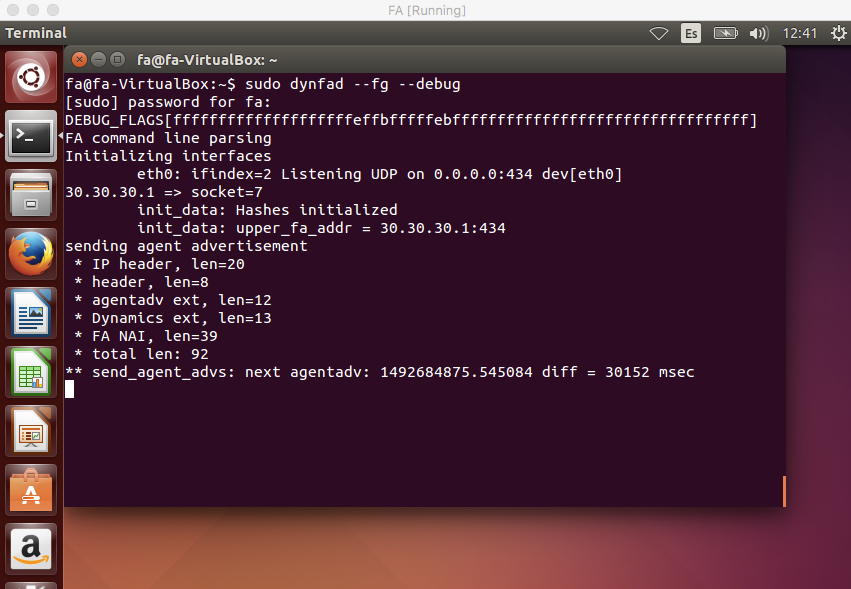 FA [Running]
Terminal
Es
12:41
fa@fa-VirtualBox: ~
fa@fa-VirtualBox:~$ sudo dynfad --fg --debug
[sudo] password for fa:
DEBUG_FLAGS[ffffffffffffffffffffeffbfffffebfffffffffffffffffffffffffffffffff]
FA command line parsing
Initializing interfaces
        eth0: ifindex=2 Listening UDP on 0.0.0.0:434 dev[eth0]
30.30.30.1 => socket=7
        init_data: Hashes initialized
        init_data: upper_fa_addr = 30.30.30.1:434
sending agent advertisement
 * IP header, len=20
 * header, len=8
 * agentadv ext, len=12
 * Dynamics ext, len=13
 * FA NAI, len=39
 * total len: 92
** send_agent_advs: next agentadv: 1492684875.545084 diff = 30152 msec